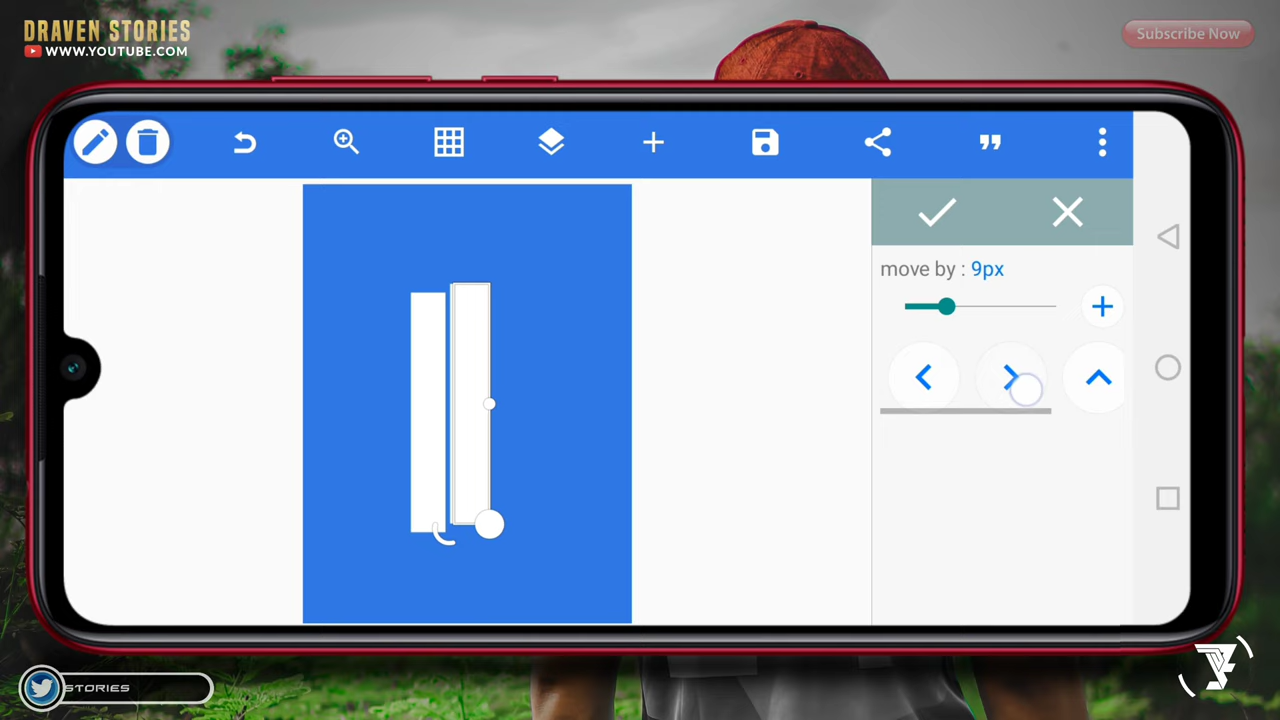 DRAVEN STORIES
WWW.YOUTUBE.COM
Subscribe Now
move by : 9px
STORIES